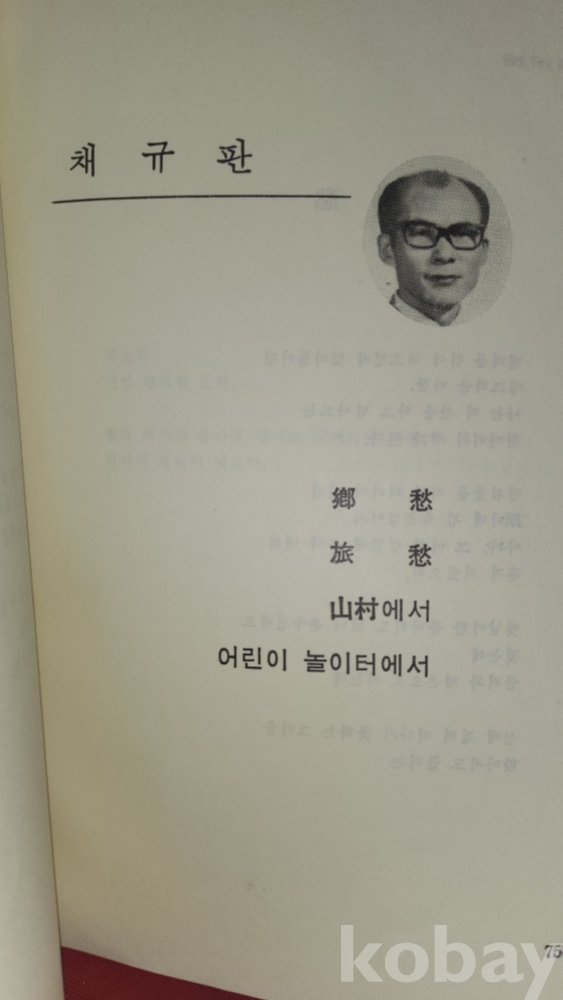 채 규 판
鄕 愁
旅 愁
山村에서
어린이 놀이터에서
75
kobay